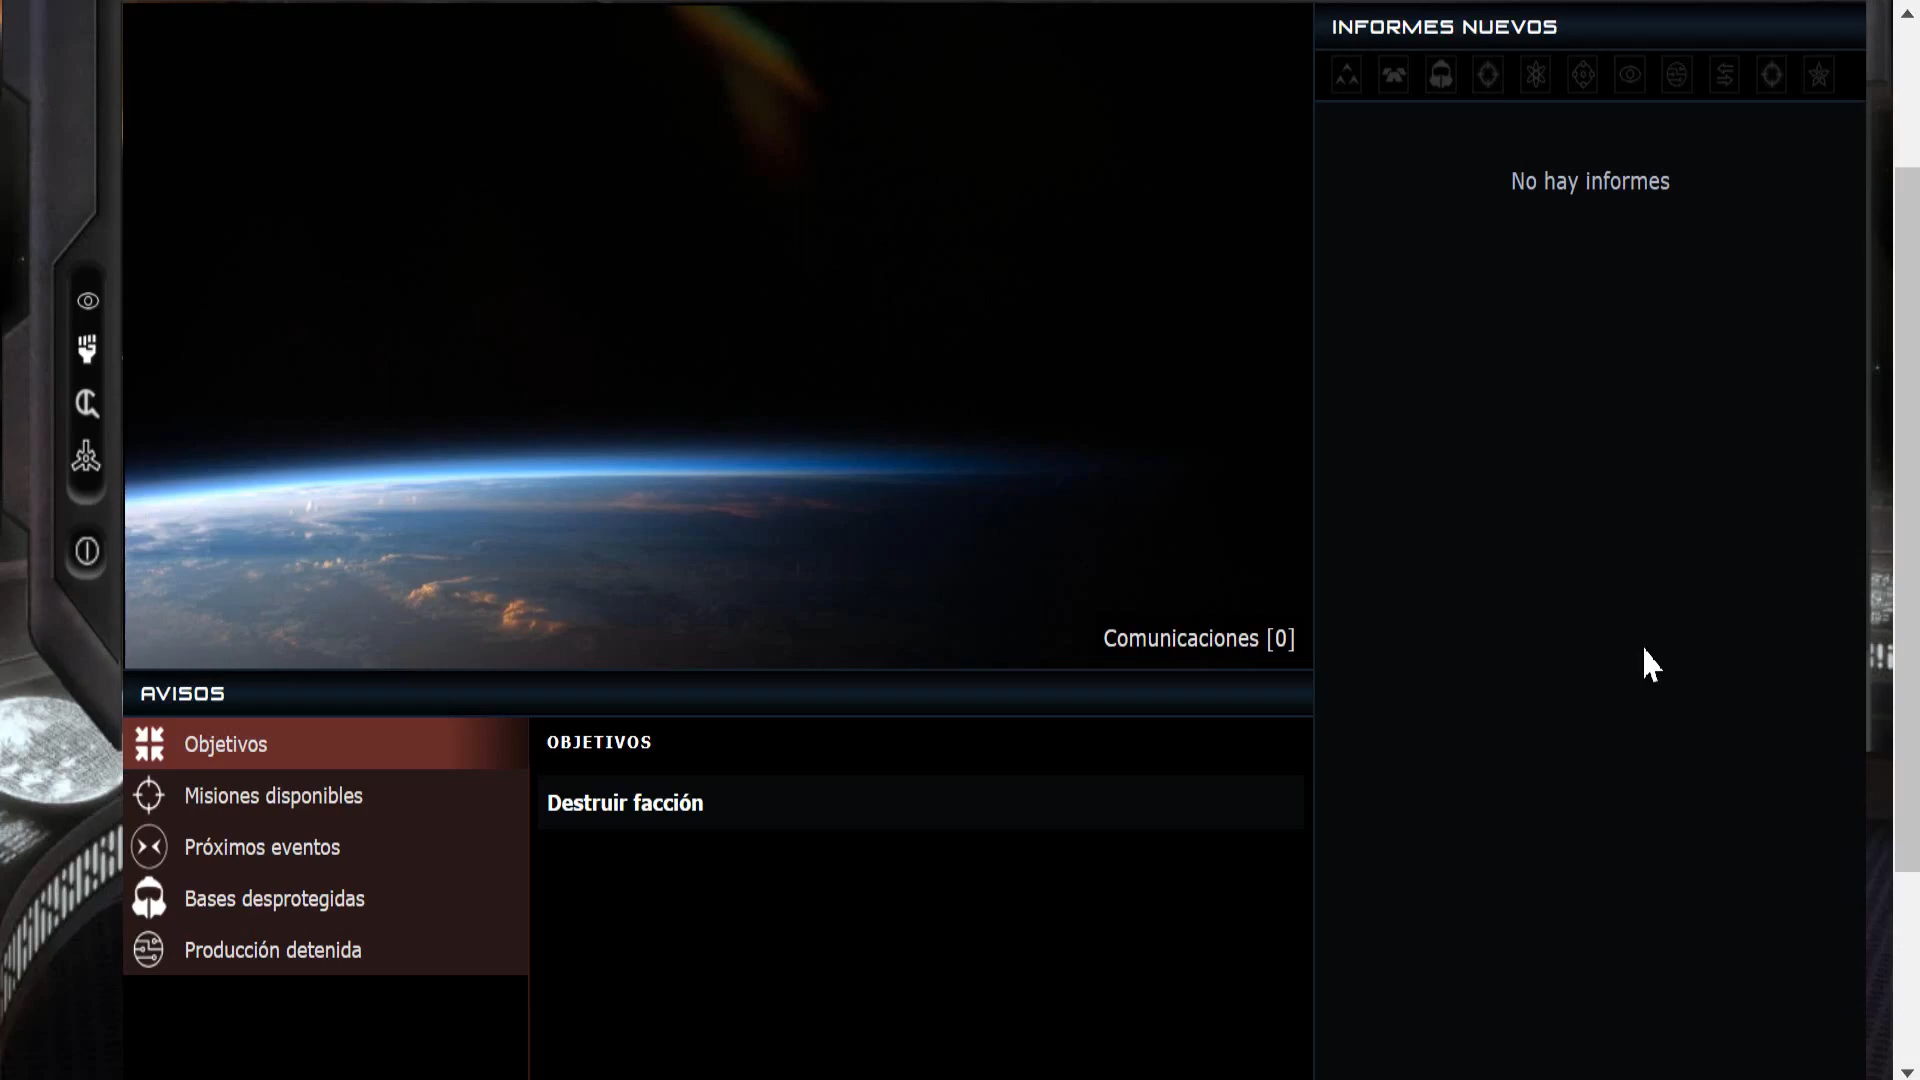 INFORMES NUEVOS
No hay informes
Comunicaciones [0]
AVISOS
Objetivos
Misiones disponibles
Próximos eventos
Bases desprotegidas
Producción detenida
OBJETIVOS
Destruir facción